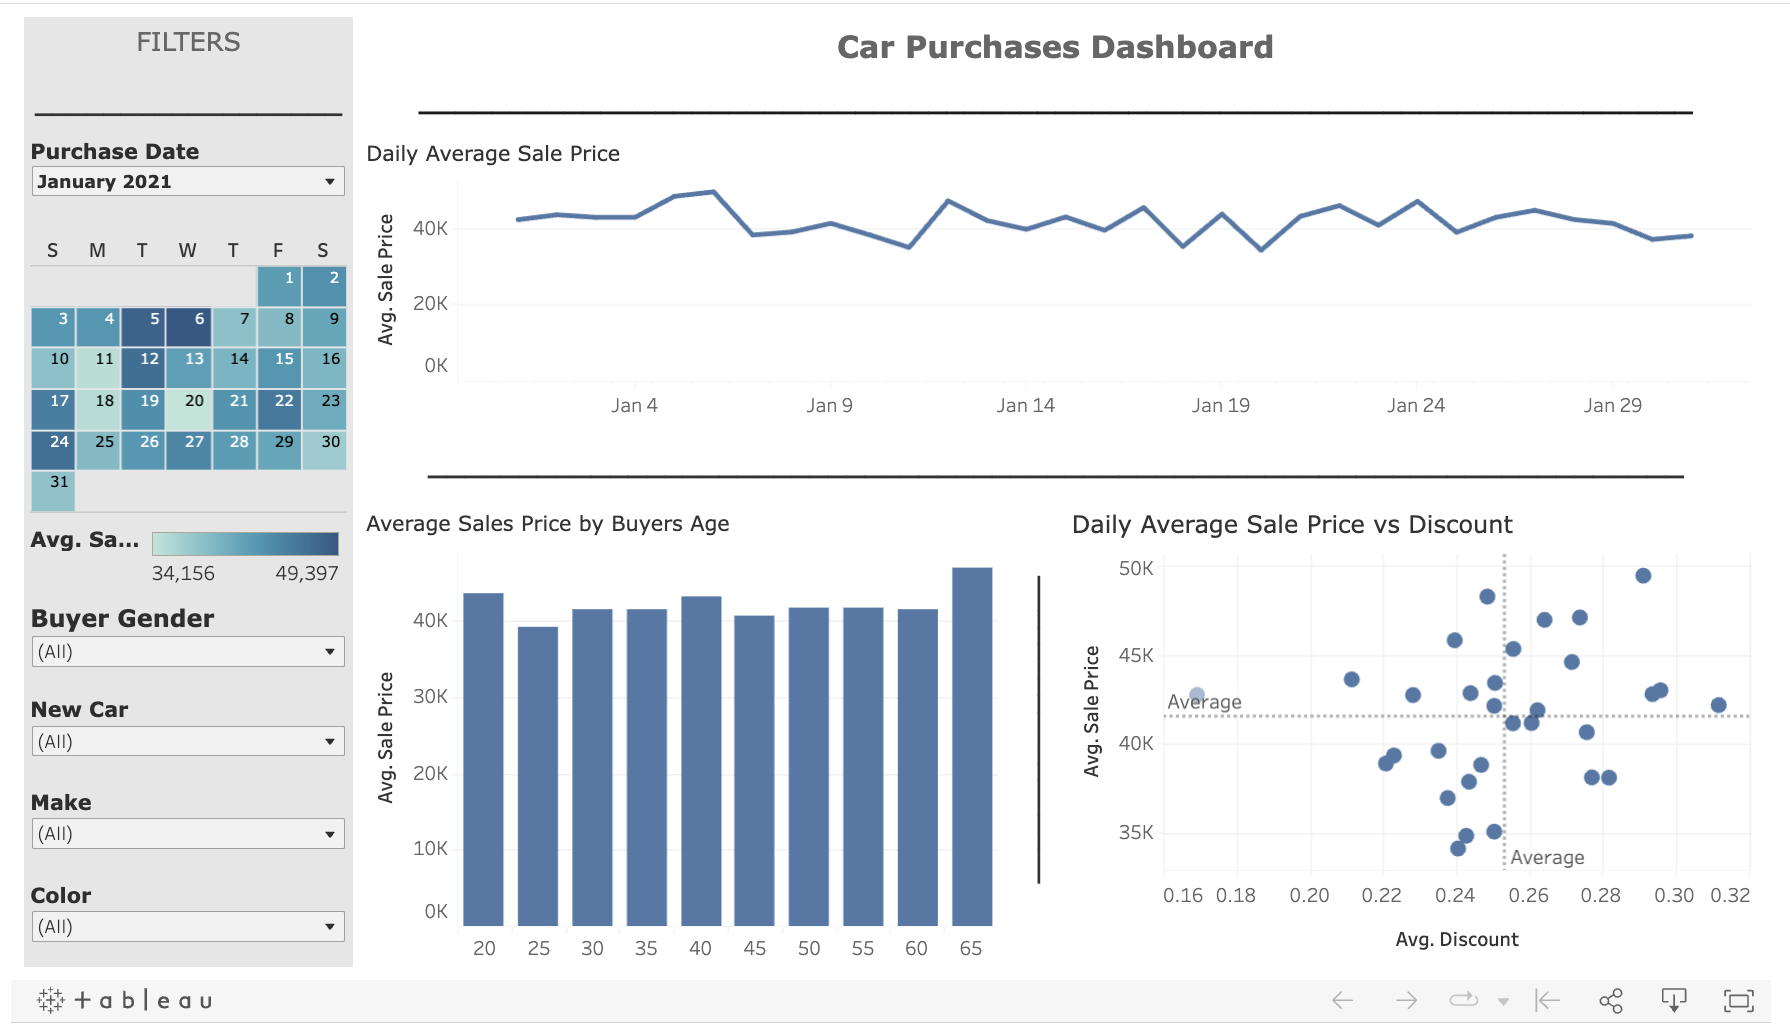 FILTERS
Car Purchases Dashboard
Purchase Date
January 2021
S M T W T F S
1 2
3 4 5 6 7 8 9
10 11 12 13 14 15 16
17 18 19 20 21 22 23
24 25 26 27 28 29 30
31
Avg. Sa...
34,156 49,397
Buyer Gender
(All)
New Car
(All)
Make
(All)
Color
(All)
Daily Average Sale Price
Avg. Sale Price
40K
20K
0K
Jan 4 Jan 9 Jan 14 Jan 19 Jan 24 Jan 29
Average Sales Price by Buyers Age
Avg. Sale Price
40K
30K
20K
10K
0K
20 25 30 35 40 45 50 55 60 65
Daily Average Sale Price vs Discount
Avg. Sale Price
50K
45K
40K
35K
Average
Average
0.16 0.18 0.20 0.22 0.24 0.26 0.28 0.30 0.32
Avg. Discount
+ableau